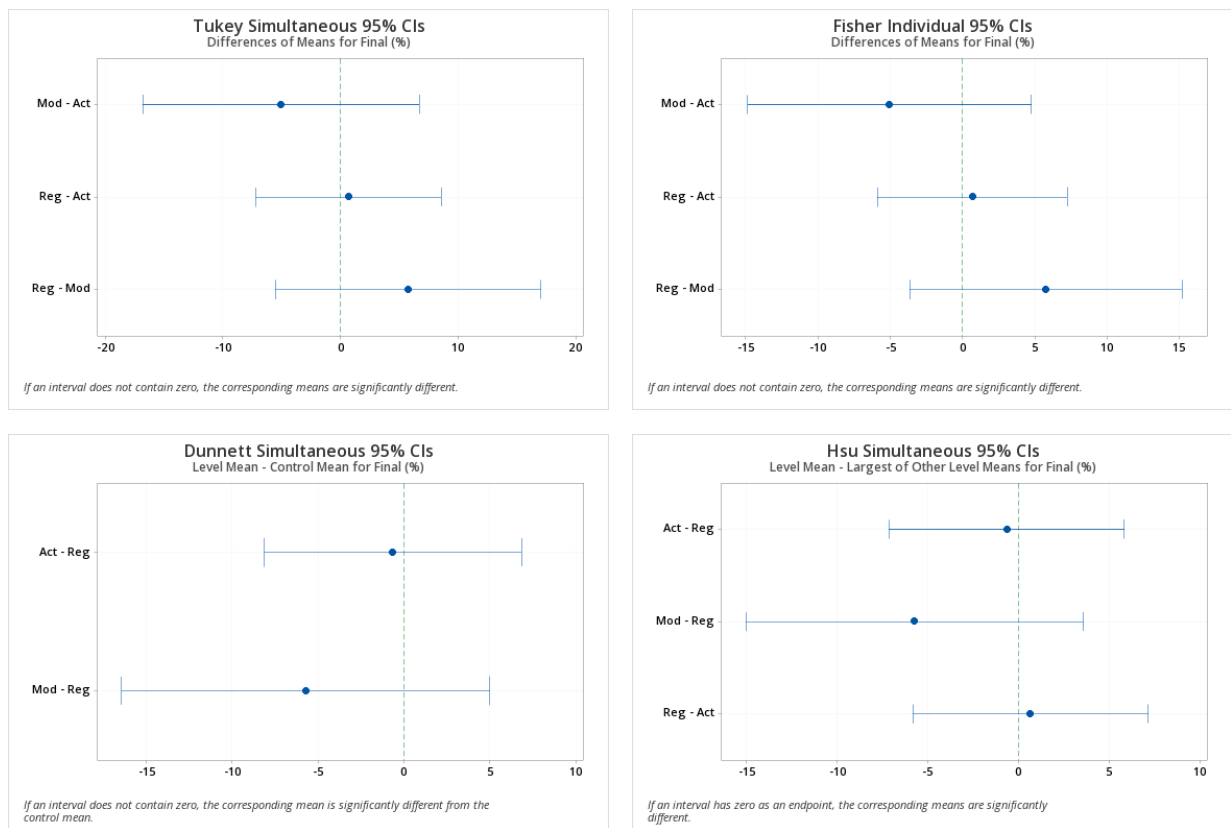 Tukey Simultaneous 95% CIs
Differences of Means for Final (%)
Mod - Act
Reg - Act
Reg - Mod
-20 -10 0 10 20
If an interval does not contain zero, the corresponding means are significantly different.
Fisher Individual 95% CIs
Differences of Means for Final (%)
Mod - Act
Reg - Act
Reg - Mod
-15 -10 -5 0 5 10 15
If an interval does not contain zero, the corresponding means are significantly different.
Dunnett Simultaneous 95% CIs
Level Mean - Control Mean for Final (%)
Act - Reg
Mod - Reg
-15 -10 -5 0 5 10
If an interval does not contain zero, the corresponding mean is significantly different from the
control mean.
Hsu Simultaneous 95% CIs
Level Mean - Largest of Other Level Means for Final (%)
Act - Reg
Mod - Reg
Reg - Act
-15 -10 -5 0 5 10
If an interval has zero as an endpoint, the corresponding means are significantly
different.